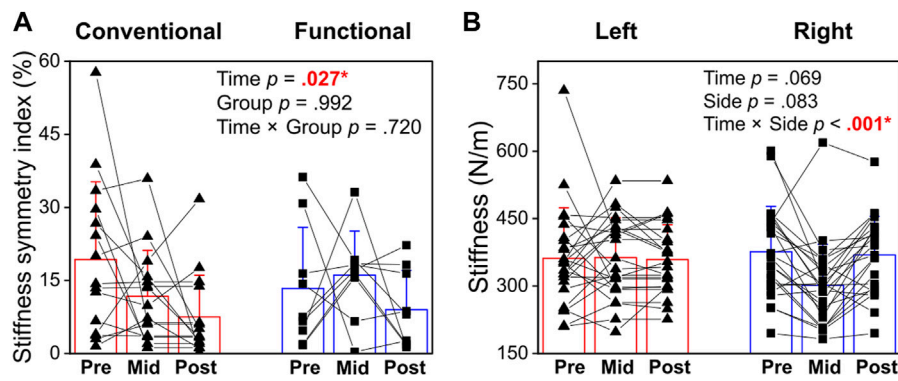 A
Conventional
Functional
Stiffness symmetry index (%)
60
45
30
15
0
Time p = .027*
Group p = .992
Time × Group p = .720
Pre Mid Post
Pre Mid Post
B
Left
Right
Stiffness (N/m)
750
600
450
300
150
Time p = .069
Side p = .083
Time × Side p < .001*
Pre Mid Post
Pre Mid Post